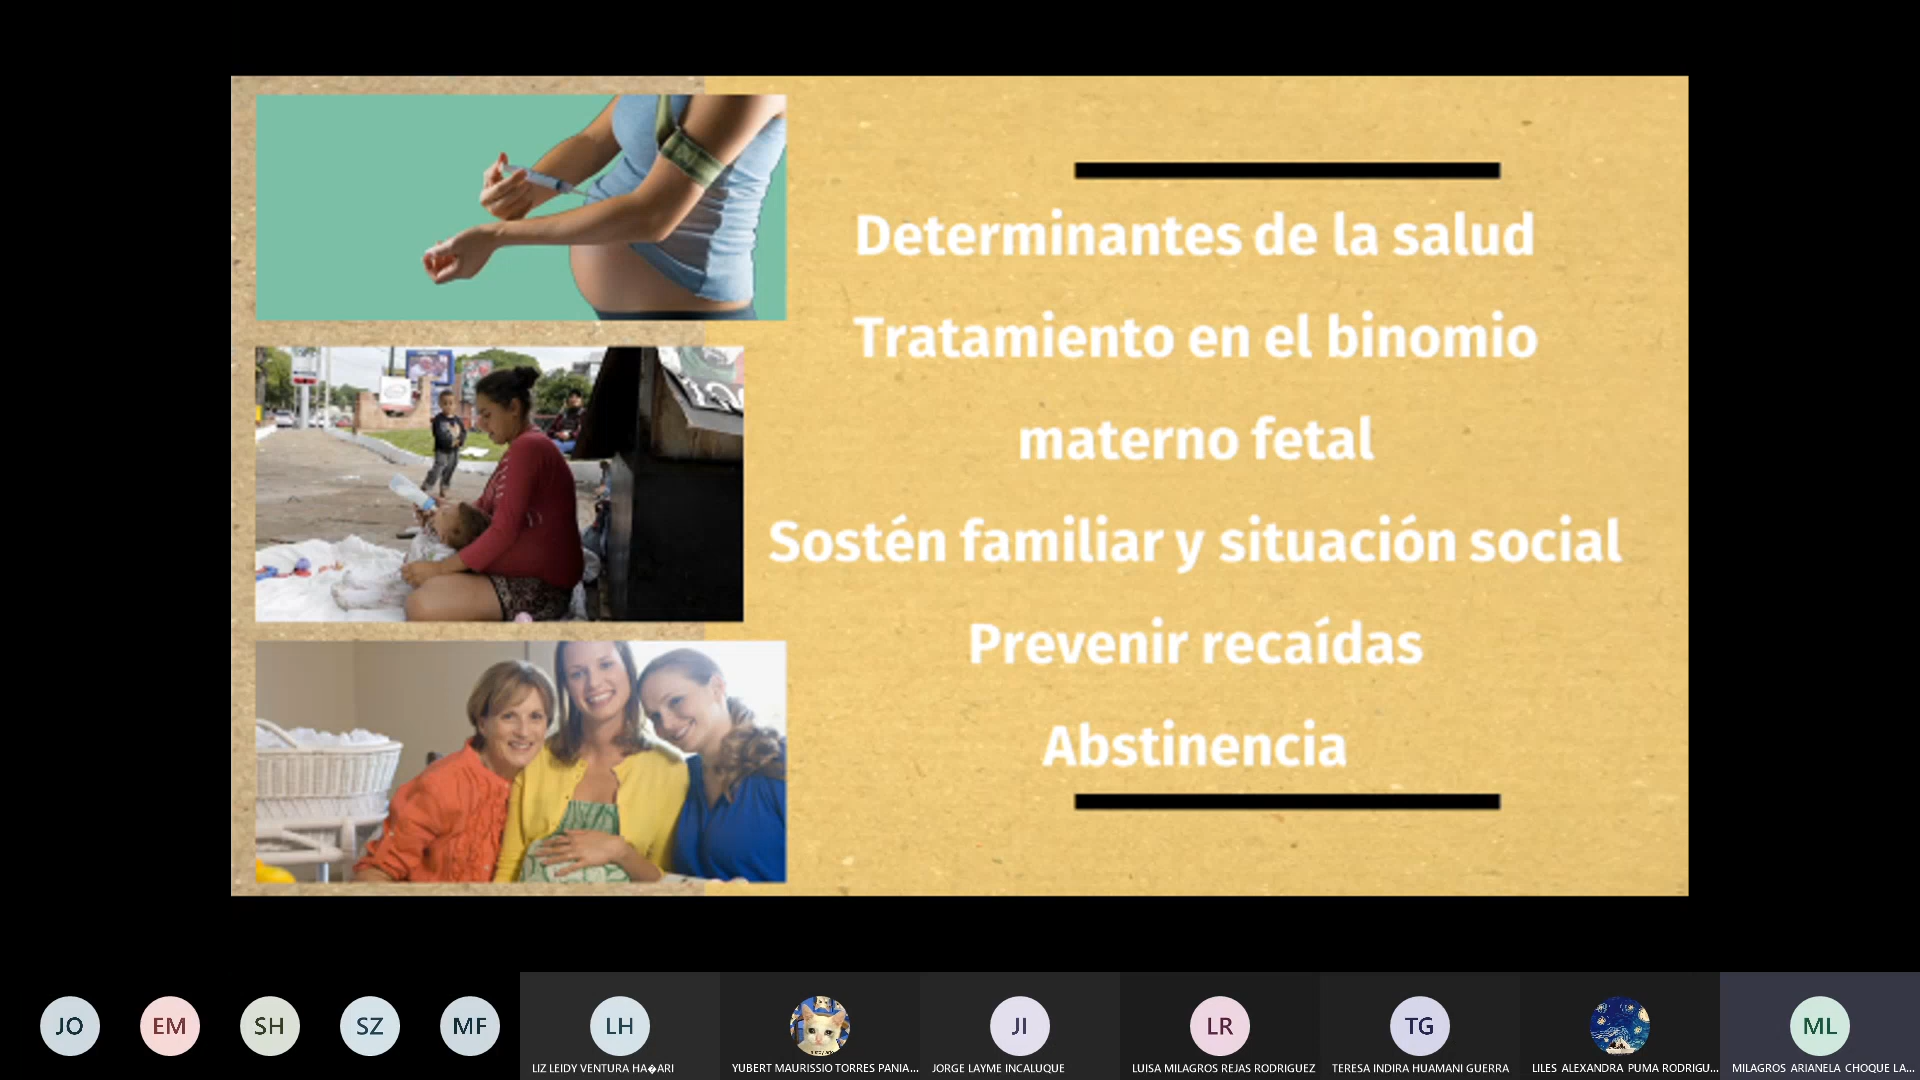 Determinantes de la salud
Tratamiento en el binomio
materno fetal
Sostén familiar y situación social
Prevenir recaídas
Abstinencia
JO
EM
SH
SZ
MF
LH
JI
LR
TG
ML
LIZ LEIDY VENTURA HA�ARI
YUBERT MAURISSIO TORRES PANIA...
JORGE LAYME INCALUQUE
LUISA MILAGROS REJAS RODRIGUEZ
TERESA INDIRA HUAMANI GUERRA
LILES ALEXANDRA PUMA RODRIGU...
MILAGROS ARIANELA CHOQUE LA...